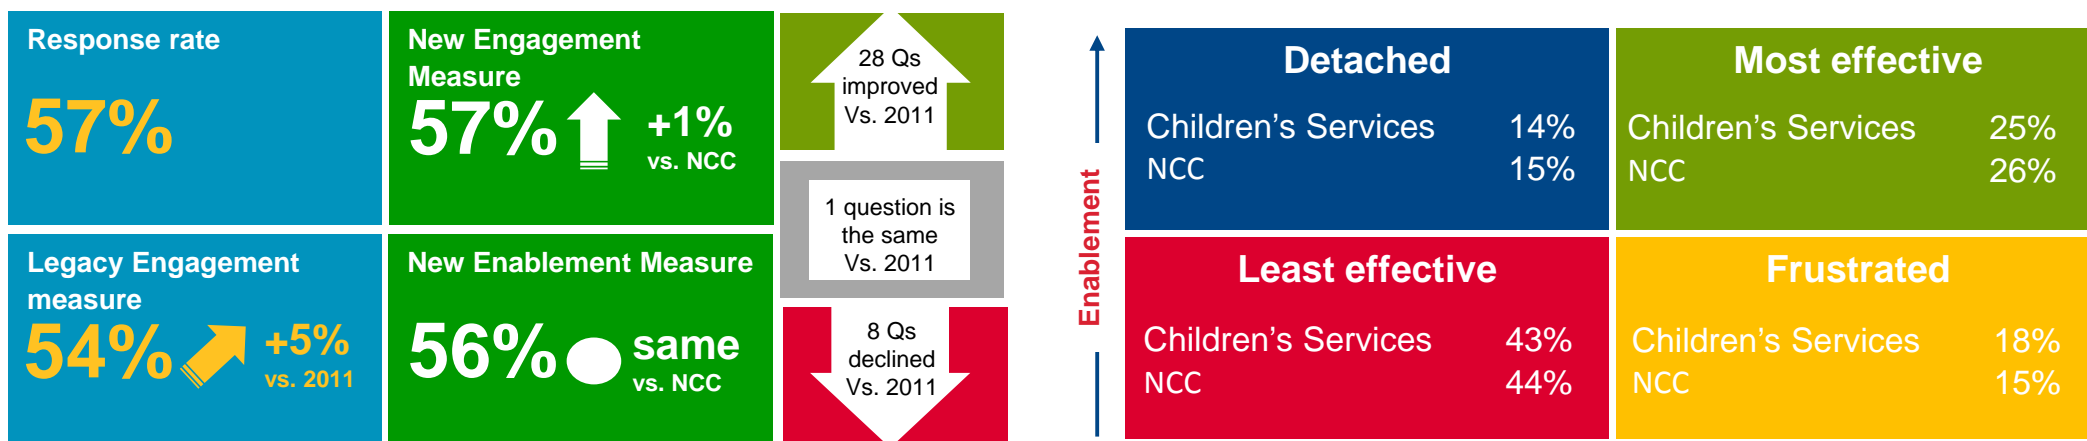 Response rate
57%
New Engagement
Measure
57%
+1%
vs. NCC
28 Qs
improved
Vs. 2011
1 question is
the same
Vs. 2011
Legacy Engagement
measure
54%
+5%
vs. 2011
New Enablement Measure
56%
same
vs. NCC
8 Qs
declined
Vs. 2011
Enablement
Detached
Children’s Services 14%
NCC 15%
Most effective
Children’s Services 25%
NCC 26%
Least effective
Children’s Services 43%
NCC 44%
Frustrated
Children’s Services 18%
NCC 15%